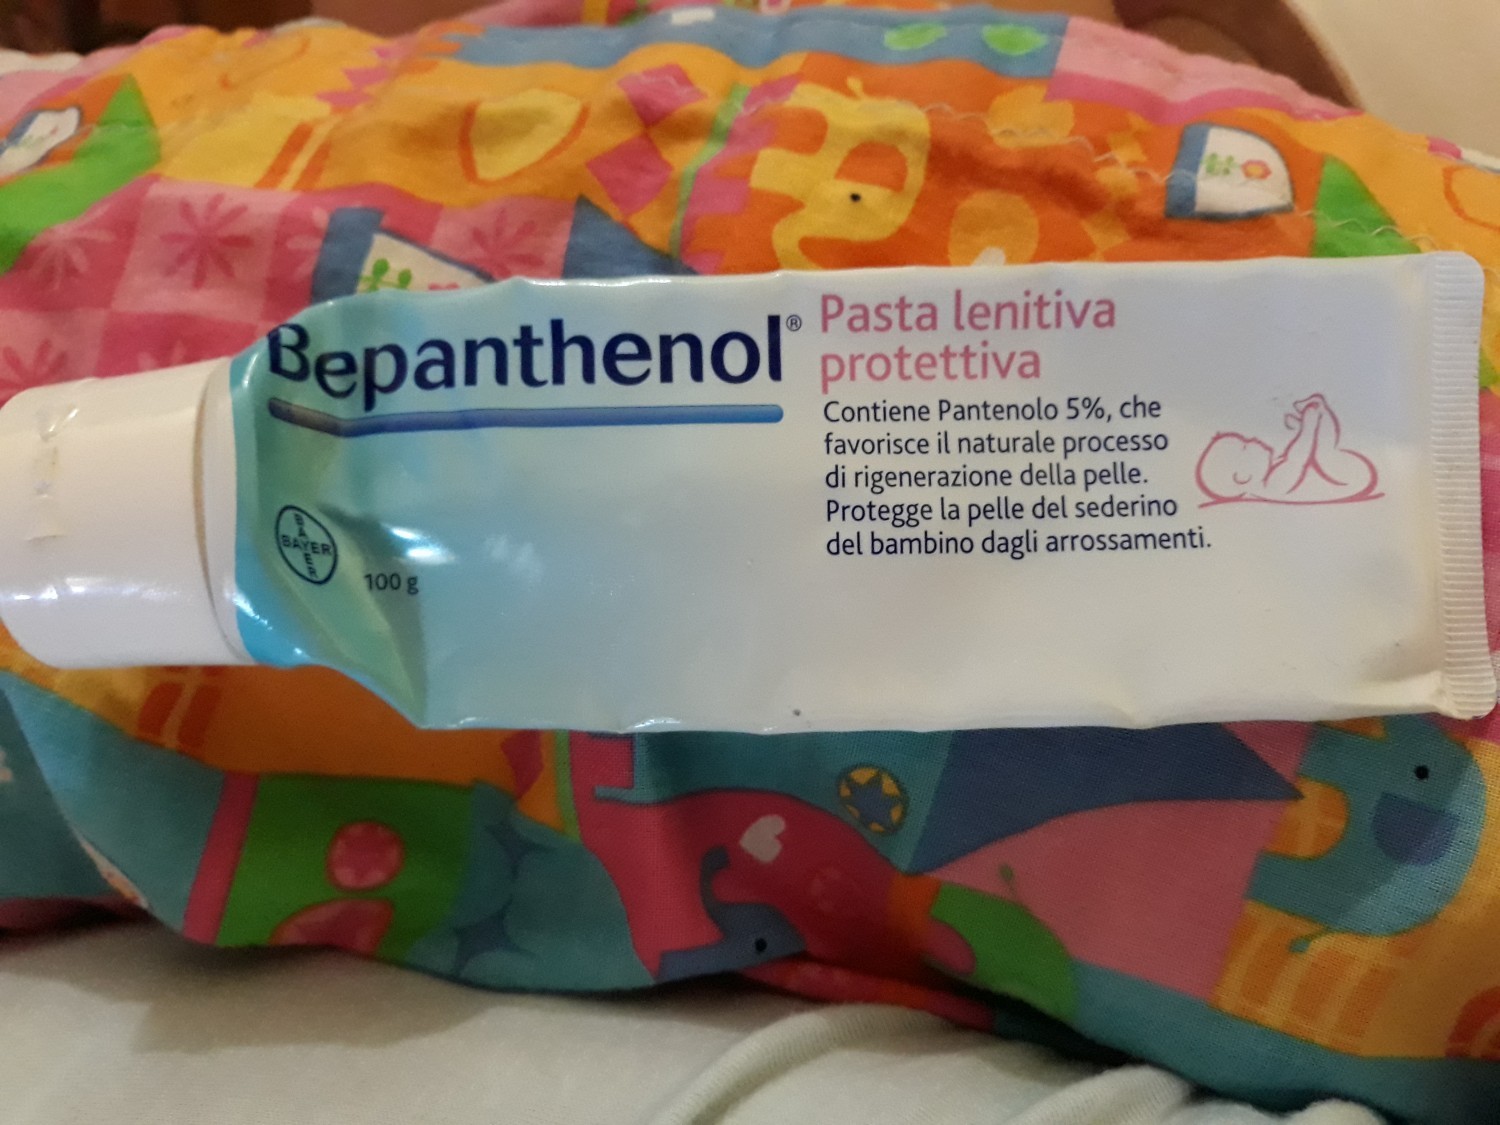 Bepanthenol®
Pasta lenitiva
protettiva
Contiene Pantenolo 5%, che
favorisce il naturale processo
di rigenerazione della pelle.
Protegge la pelle del sederino
del bambino dagli arrossamenti.
BAYER
BAYER
100 g